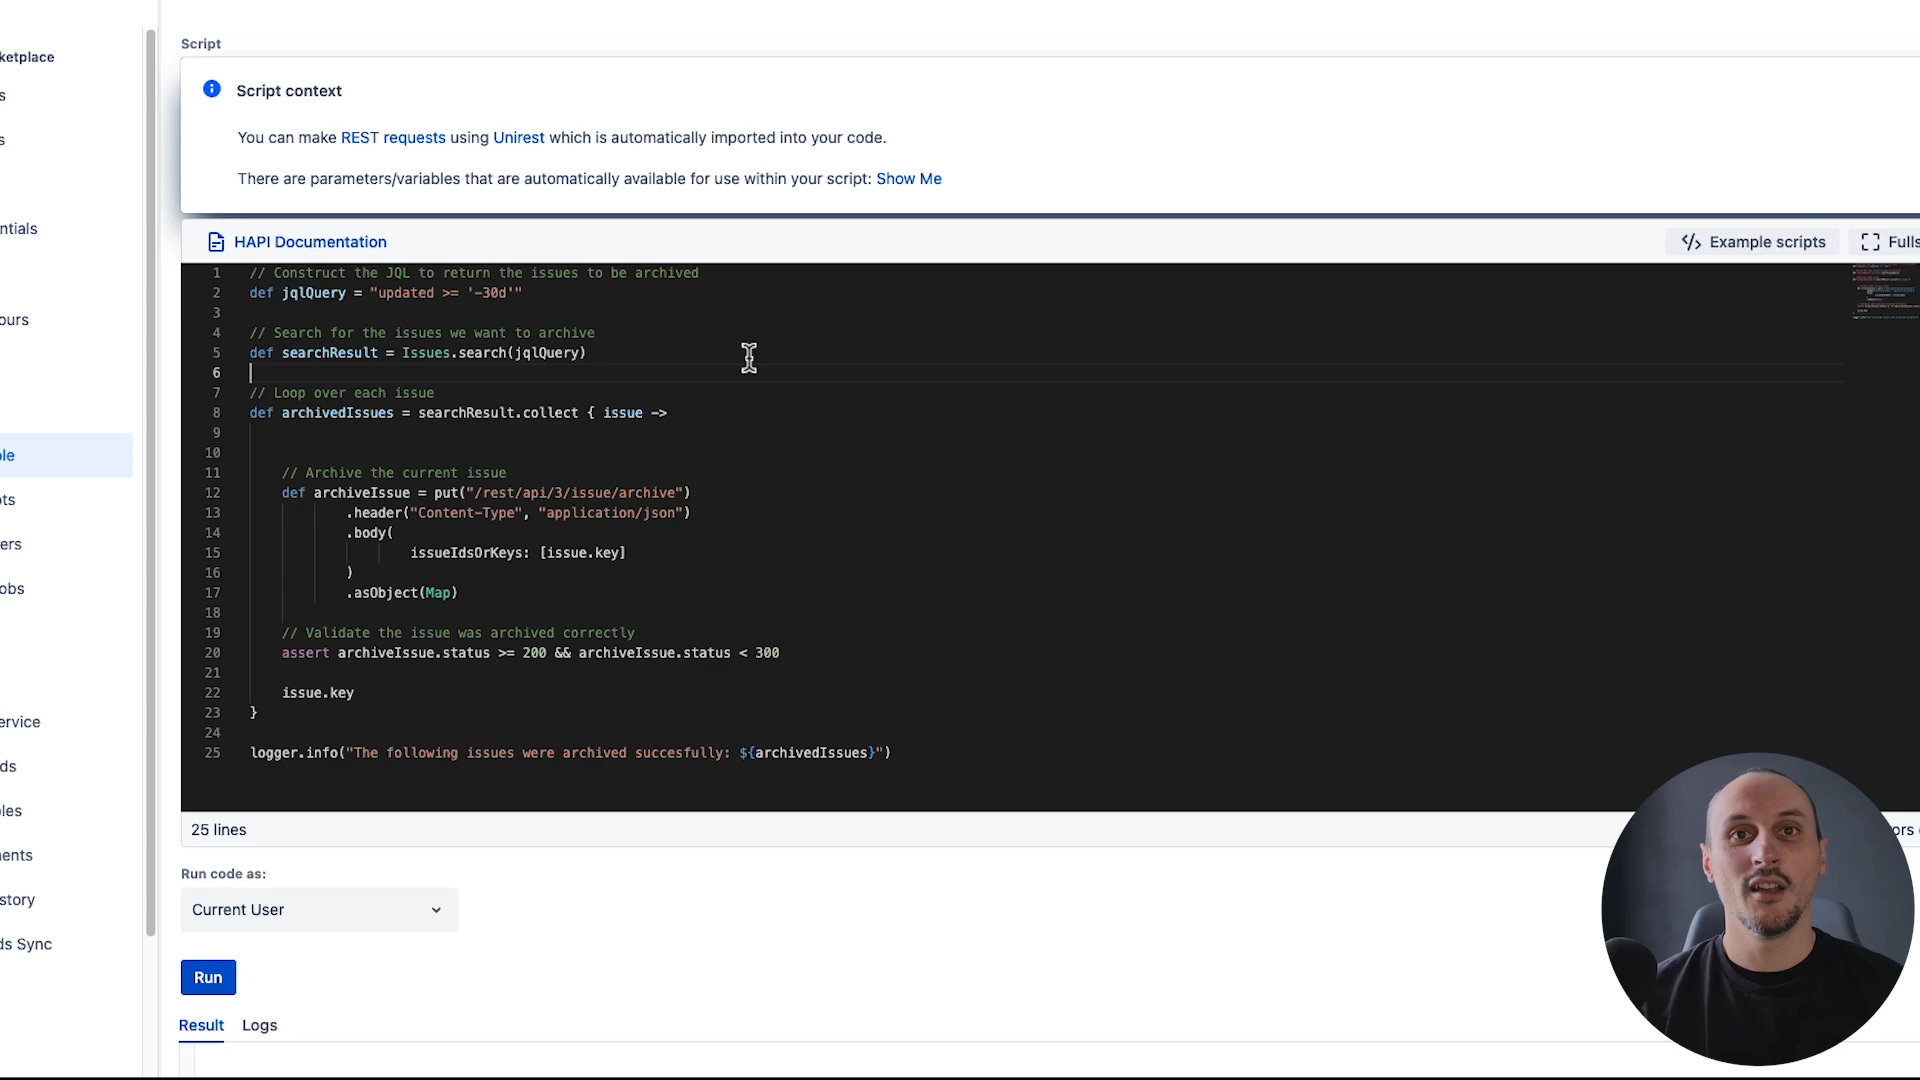 Script
ketplace
Script context
s
You can make REST requests using Unirest which is automatically imported into your code.
s
There are parameters/variables that are automatically available for use within your script: Show Me
ntials
HAPI Documentation
</> Example scripts
Fulls
1 // Construct the JQL to return the issues to be archived
2 def jqlQuery = "updated >= '-30d'"
3
ours
4 // Search for the issues we want to archive
5 def searchResult = Issues.search(jqlQuery)
6
7 // Loop over each issue
8 def archivedIssues = searchResult.collect { issue ->
9
10
ble
11 // Archive the current issue
12 def archiveIssue = put("/rest/api/3/issue/archive")
pts
13 .header("Content-Type", "application/json")
14 .body(
ers
15 issueIdsOrKeys: [issue.key]
16 )
obs
17 .asObject(Map)
18
19 // Validate the issue was archived correctly
20 assert archiveIssue.status >= 200 && archiveIssue.status < 300
21
22 issue.key
23 }
ervice
24
25 logger.info("The following issues were archived succesfully: ${archivedIssues}")
ds
les
25 lines
ors
ments
Run code as:
story
Current User
ds Sync
Run
Result
Logs